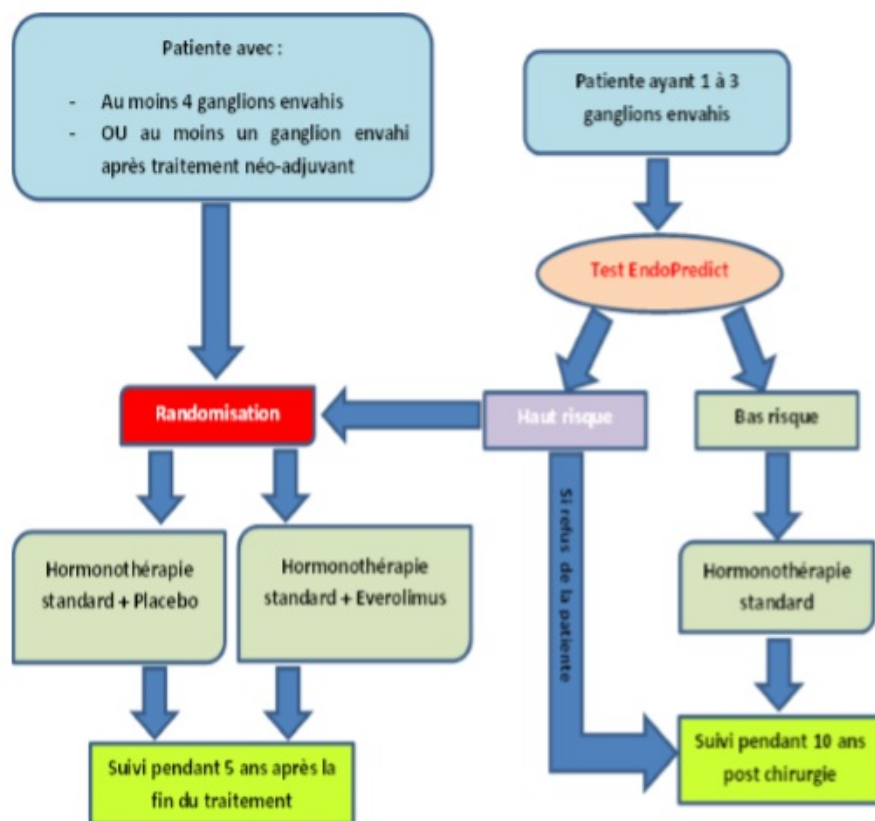 Patiente avec :
- Au moins 4 ganglions envahis
- OU au moins un ganglion envahi
après traitement néo-adjuvant
Patiente ayant 1 à 3
ganglions envahis
Test EndoPredict
Randomisation
Haut risque
Bas risque
Si refus de la patiente
Hormonothérapie
standard + Placebo
Hormonothérapie
standard + Everolimus
Hormonothérapie
standard
Suivi pendant 5 ans après la
fin du traitement
Suivi pendant 10 ans
post chirurgie